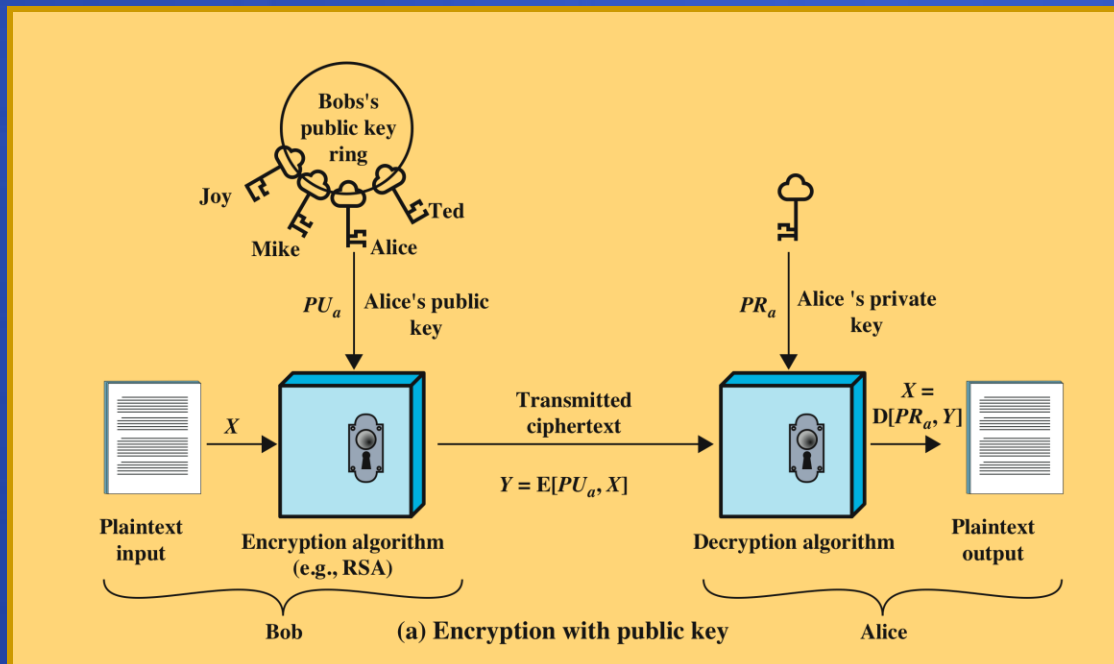 Bobs's
public key
ring
Joy
Ted
Mike
Alice
PUₐ
Alice's public
key
PRₐ
Alice 's private
key
X
Transmitted
ciphertext
Y = E[PUₐ, X]
X =
D[PRₐ, Y]
Plaintext
input
Encryption algorithm
(e.g., RSA)
Decryption algorithm
Plaintext
output
Bob
(a) Encryption with public key
Alice